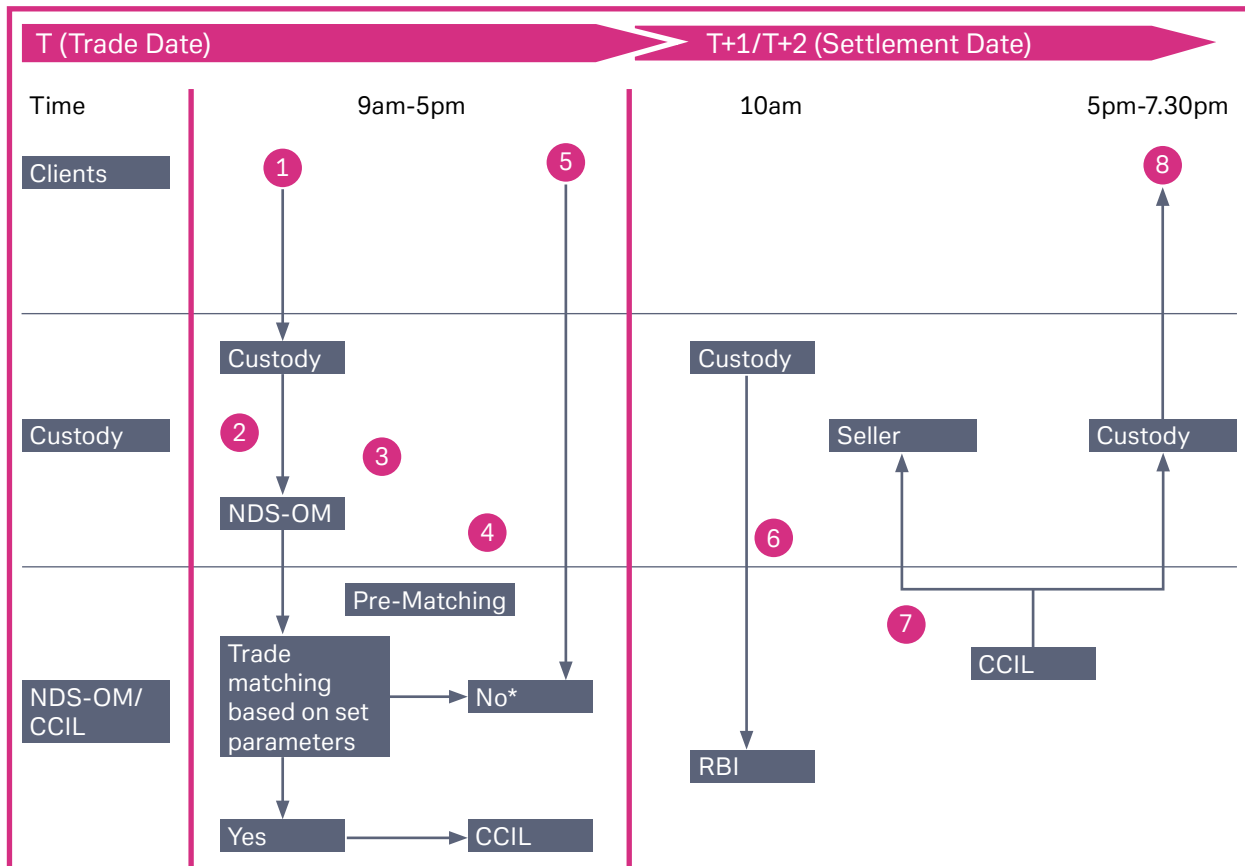 T (Trade Date)
T+1/T+2 (Settlement Date)
Time
9am-5pm
10am
5pm-7.30pm
Clients
1
5
8
Custody
Custody
Custody
2
Seller
Custody
3
NDS-OM
4
6
Pre-Matching
7
Trade
matching
based on set
parameters
No*
CCIL
NDS-OM/
CCIL
RBI
Yes
CCIL